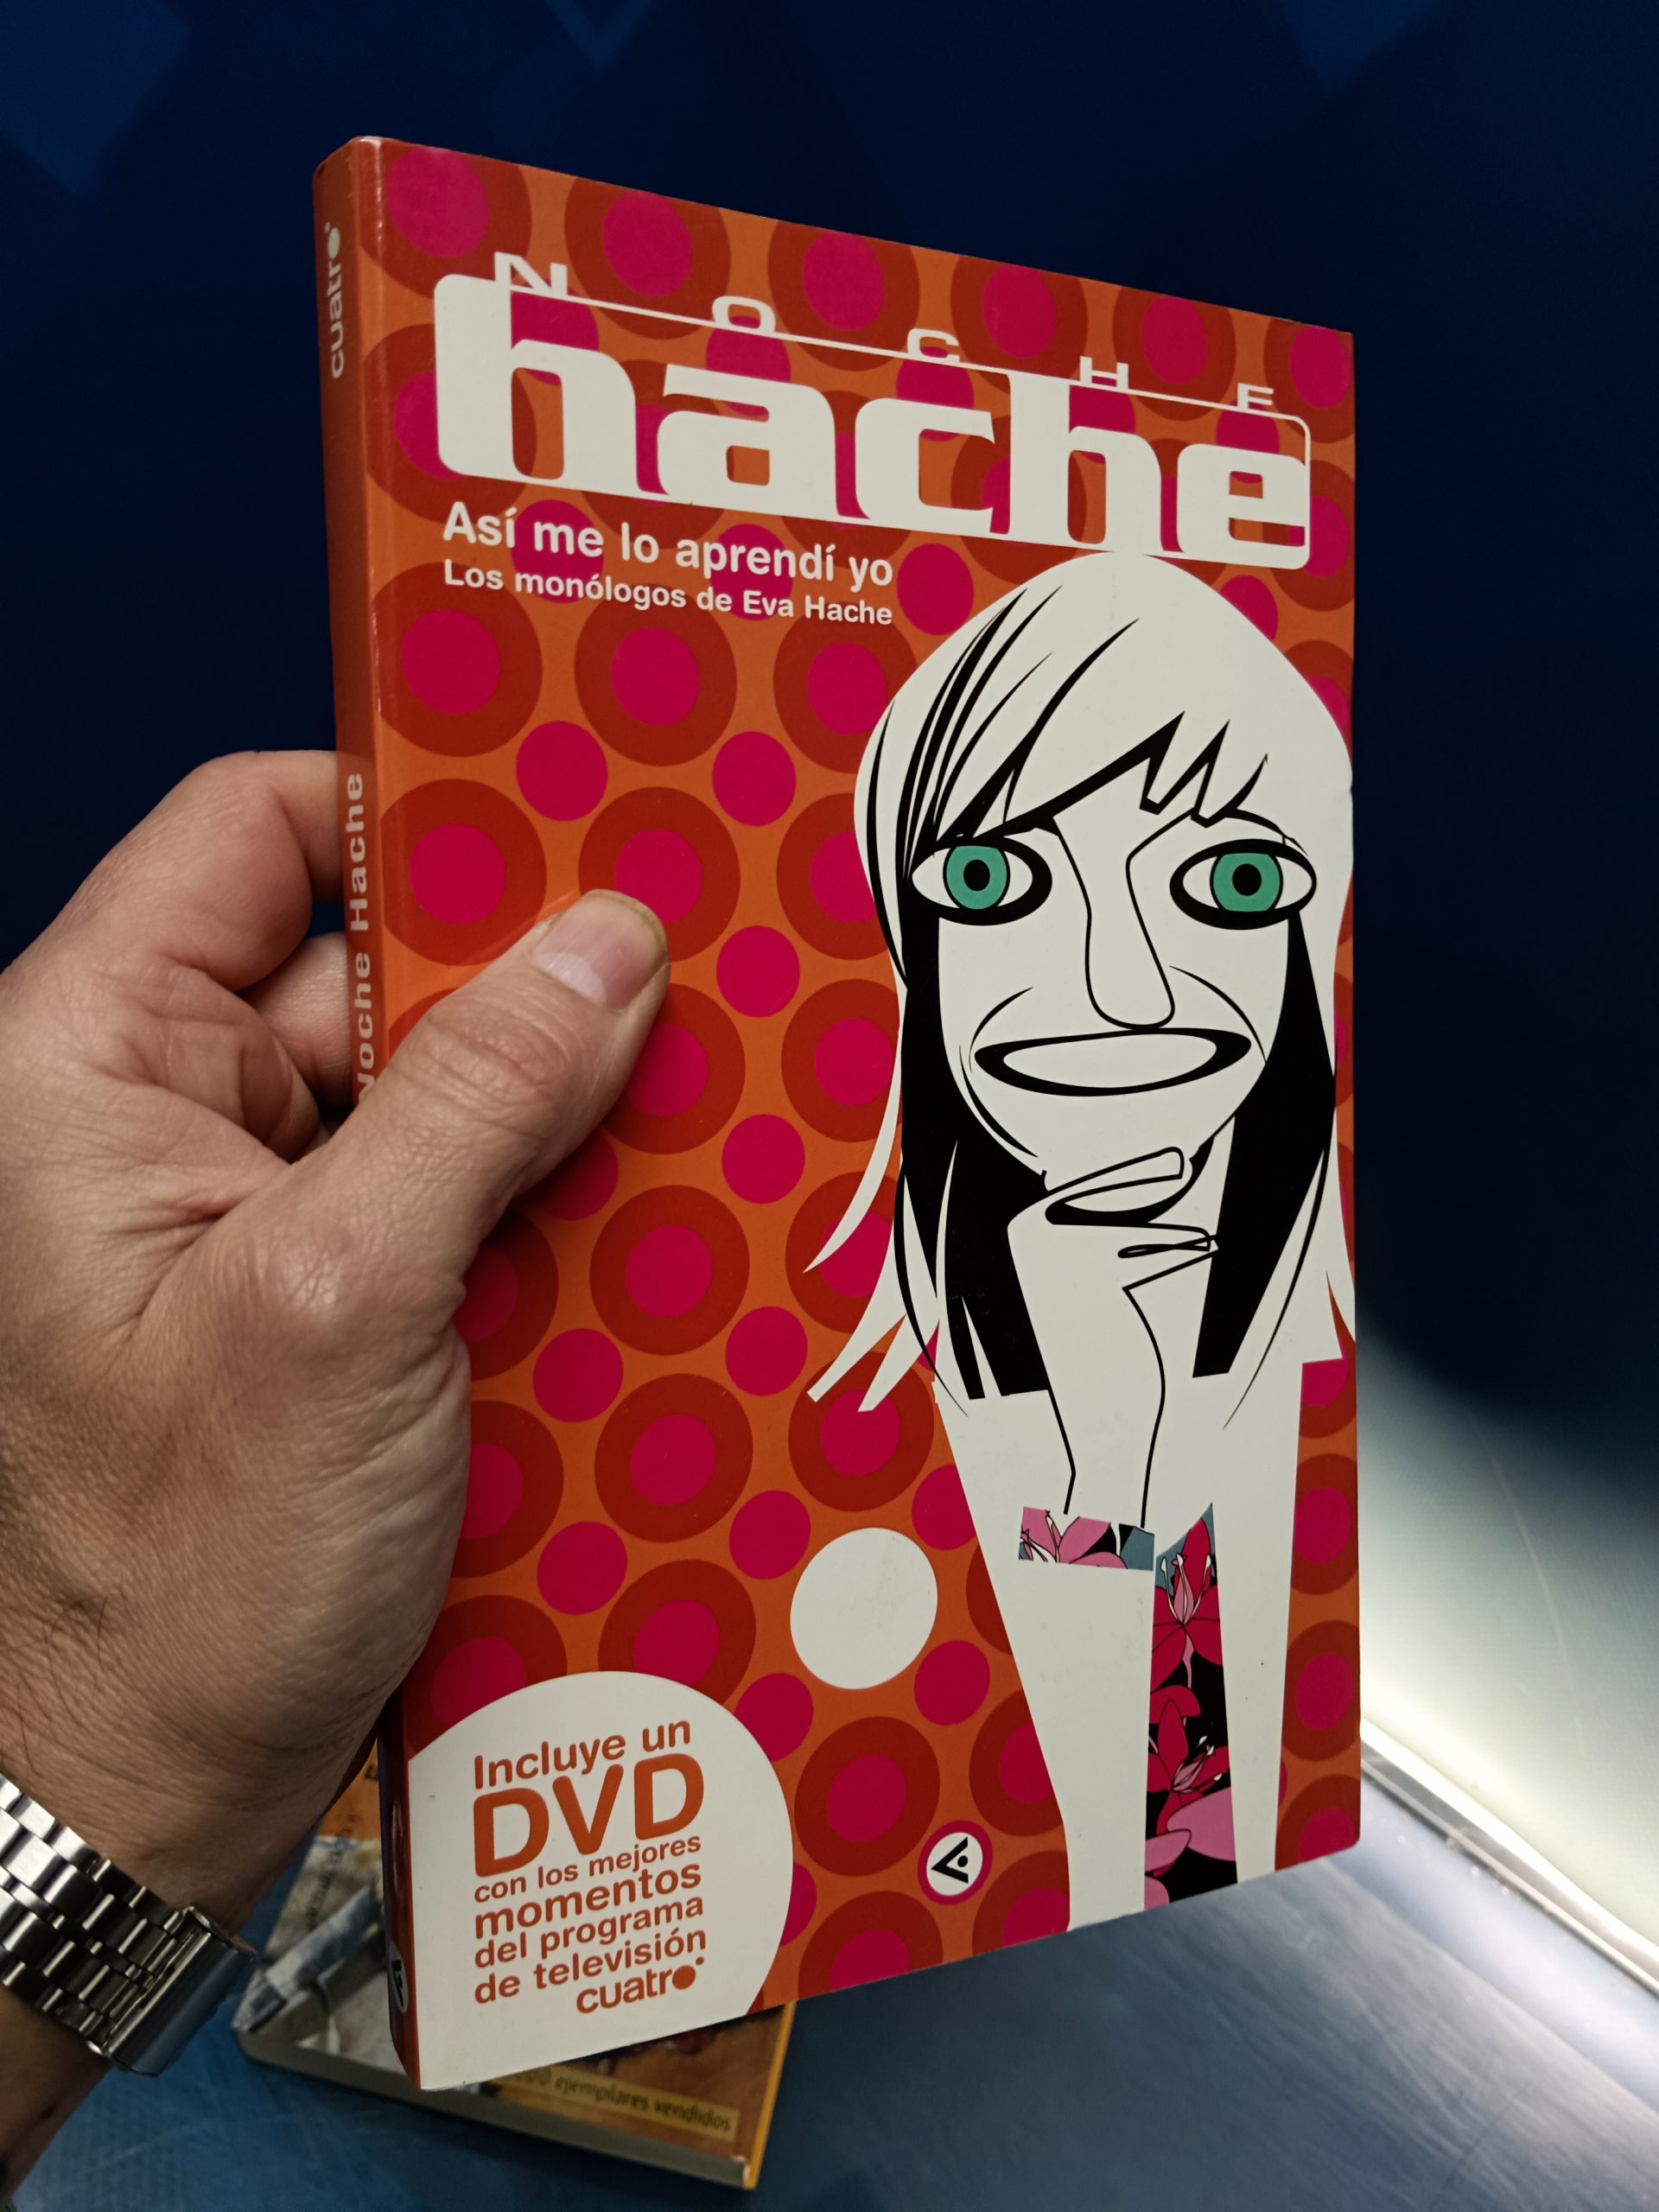 NOCHE
hache
Así me lo aprendí yo
Los monólogos de Eva Hache
cuatro
Noche Hache
Incluye un
DVD
con los mejores
momentos
del programa
de televisión
cuatro
ejemplares vendidos